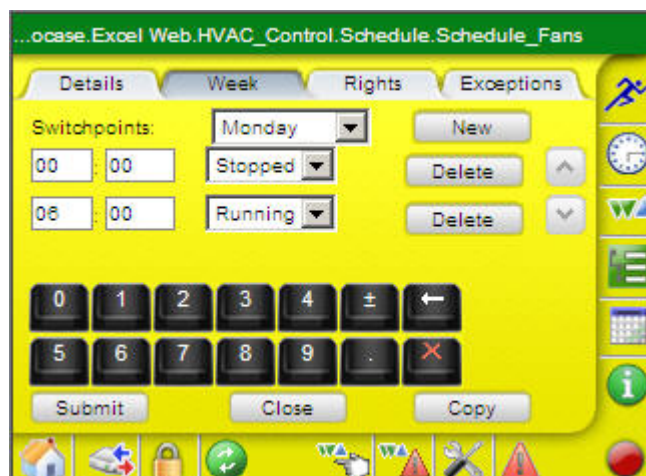 ...ocase.Excel Web.HVAC_Control.Schedule.Schedule_Fans
Details Week Rights Exceptions
Switchpoints: Monday New
00 : 00 Stopped Delete
06 : 00 Running Delete
0 1 2 3 4 ±
5 6 7 8 9 .
Submit Close Copy